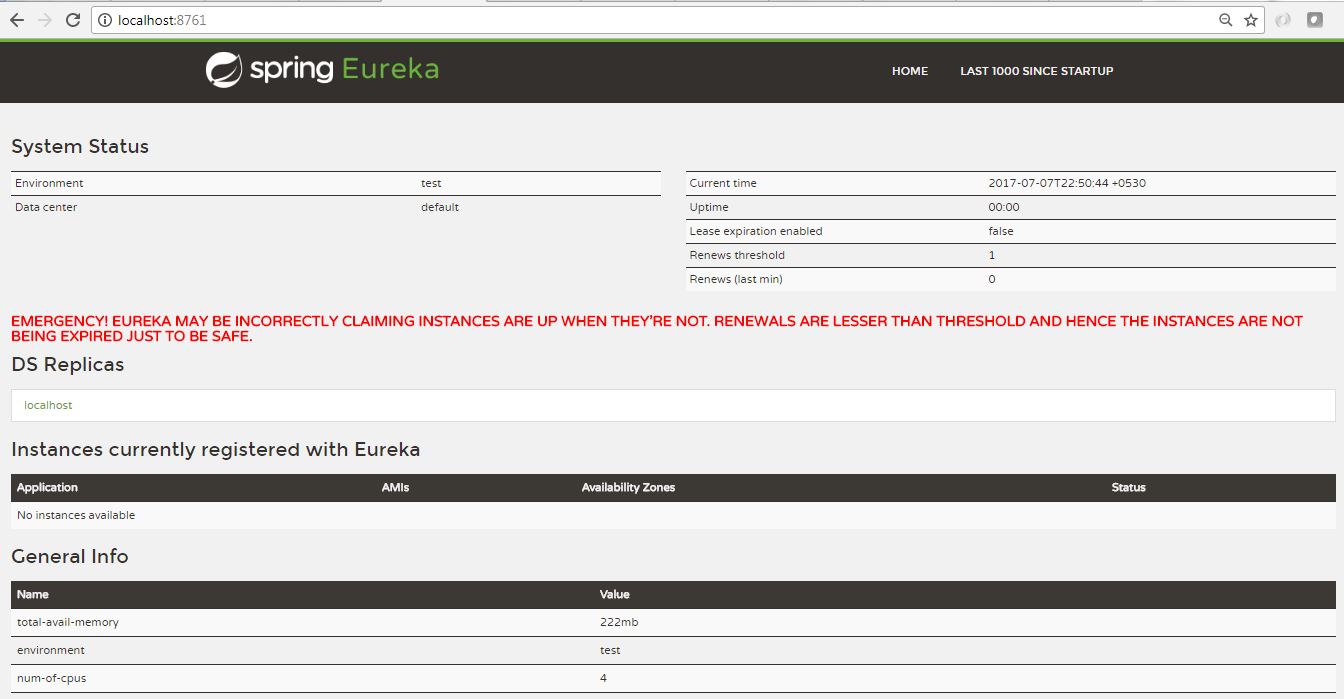 localhost:8761
spring Eureka
HOME LAST 1000 SINCE STARTUP
System Status
Environment test
Data center default
Current time 2017-07-07T22:50:44 +0530
Uptime 00:00
Lease expiration enabled false
Renews threshold 1
Renews (last min) 0
EMERGENCY! EUREKA MAY BE INCORRECTLY CLAIMING INSTANCES ARE UP WHEN THEY'RE NOT. RENEWALS ARE LESSER THAN THRESHOLD AND HENCE THE INSTANCES ARE NOT
BEING EXPIRED JUST TO BE SAFE.
DS Replicas
localhost
Instances currently registered with Eureka
Application AMIs Availability Zones Status
No instances available
General Info
Name Value
total-avail-memory 222mb
environment test
num-of-cpus 4